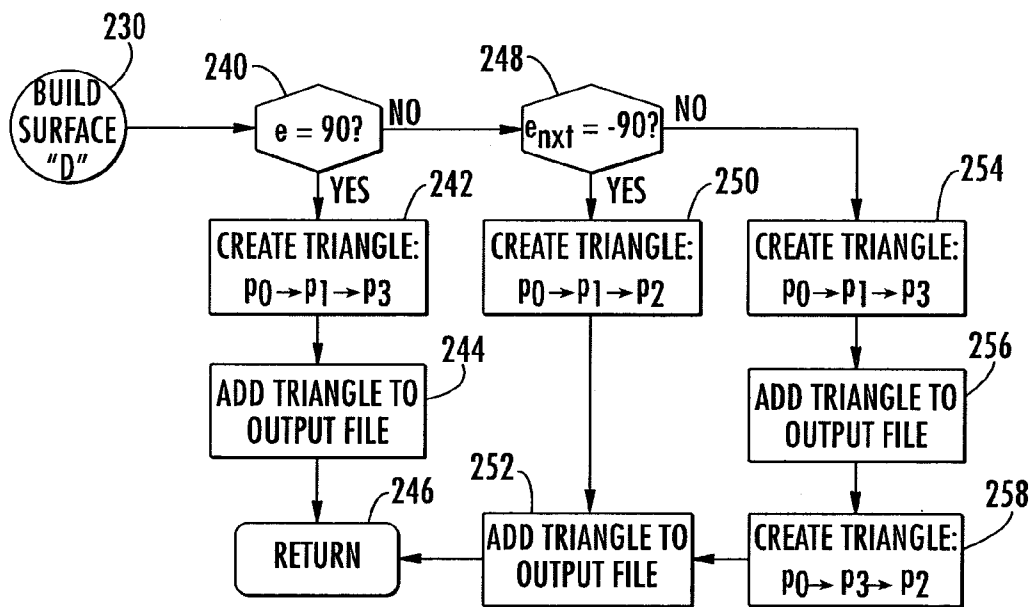 230
BUILD
SURFACE
"D"
240
e = 90?
NO
248
e_nxt = -90?
NO
YES
242
CREATE TRIANGLE:
p0→p1→p3
YES
250
CREATE TRIANGLE:
p0→p1→p2
254
CREATE TRIANGLE:
p0→p1→p3
244
ADD TRIANGLE TO
OUTPUT FILE
256
ADD TRIANGLE TO
OUTPUT FILE
246
RETURN
252
ADD TRIANGLE TO
OUTPUT FILE
258
CREATE TRIANGLE:
p0→p3→p2